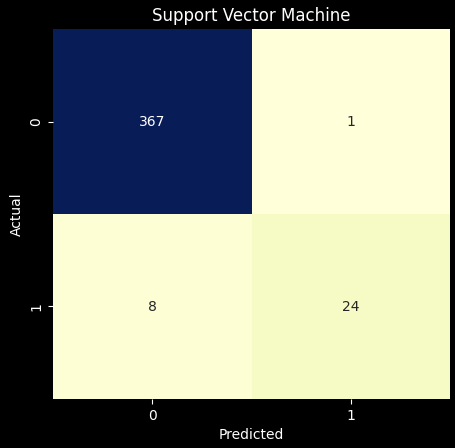 Support Vector Machine
Actual
0
367
1
1
8
24
0
1
Predicted